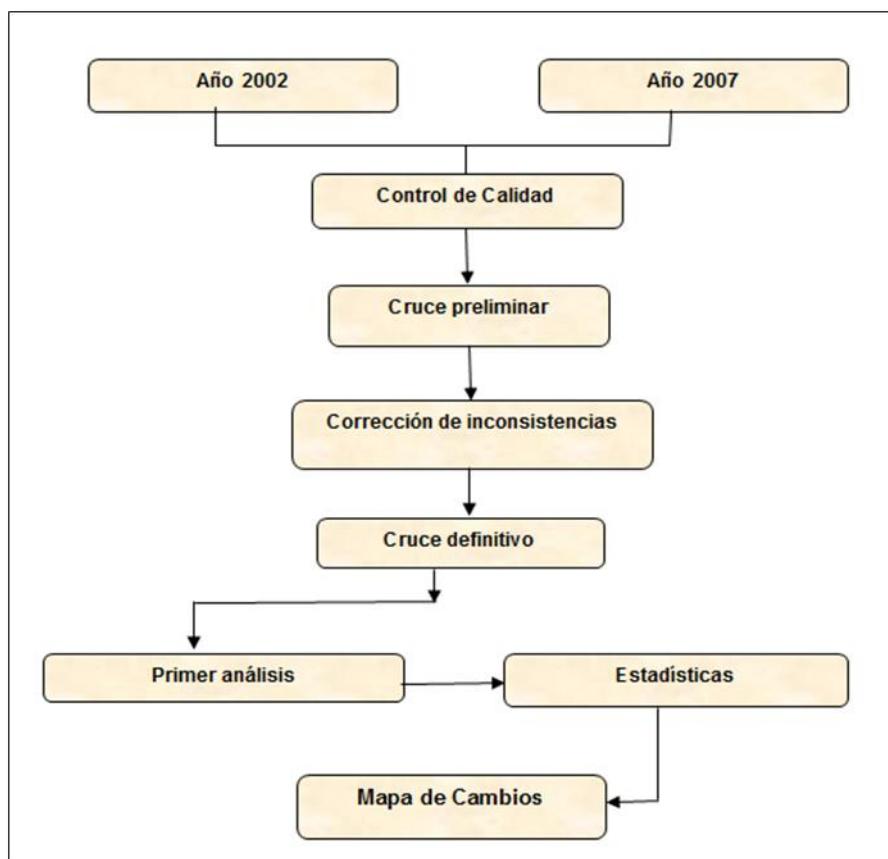 Año 2002
Año 2007
Control de Calidad
Cruce preliminar
Corrección de inconsistencias
Cruce definitivo
Primer análisis
Estadísticas
Mapa de Cambios